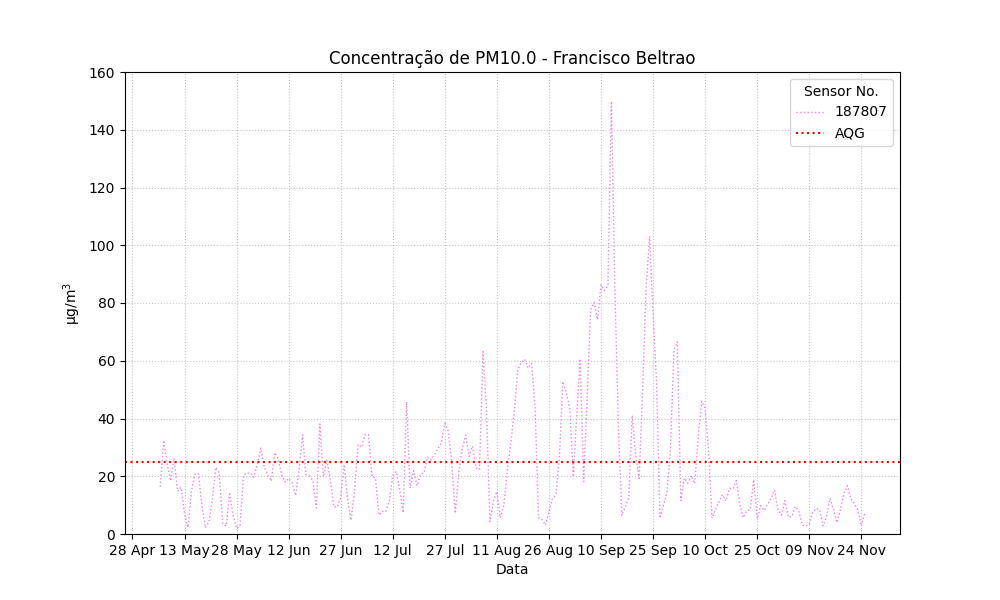 Concentração de PM10.0 - Francisco Beltrao
160
140
120
100
80
60
40
20
0
µg/m³
Sensor No.
187807
AQG
28 Apr 13 May 28 May 12 Jun 27 Jun 12 Jul 27 Jul 11 Aug 26 Aug 10 Sep 25 Sep 10 Oct 25 Oct 09 Nov 24 Nov
Data